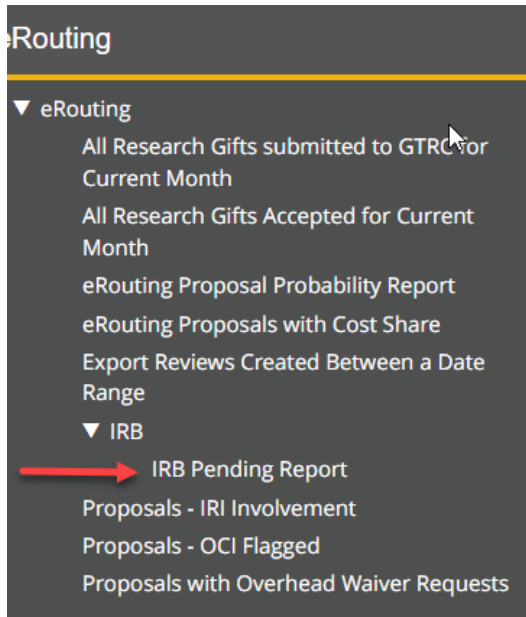 eRouting
eRouting
All Research Gifts submitted to GTRC for
Current Month
All Research Gifts Accepted for Current
Month
eRouting Proposal Probability Report
eRouting Proposals with Cost Share
Export Reviews Created Between a Date
Range
IRB
IRB Pending Report
Proposals - IRI Involvement
Proposals - OCI Flagged
Proposals with Overhead Waiver Requests